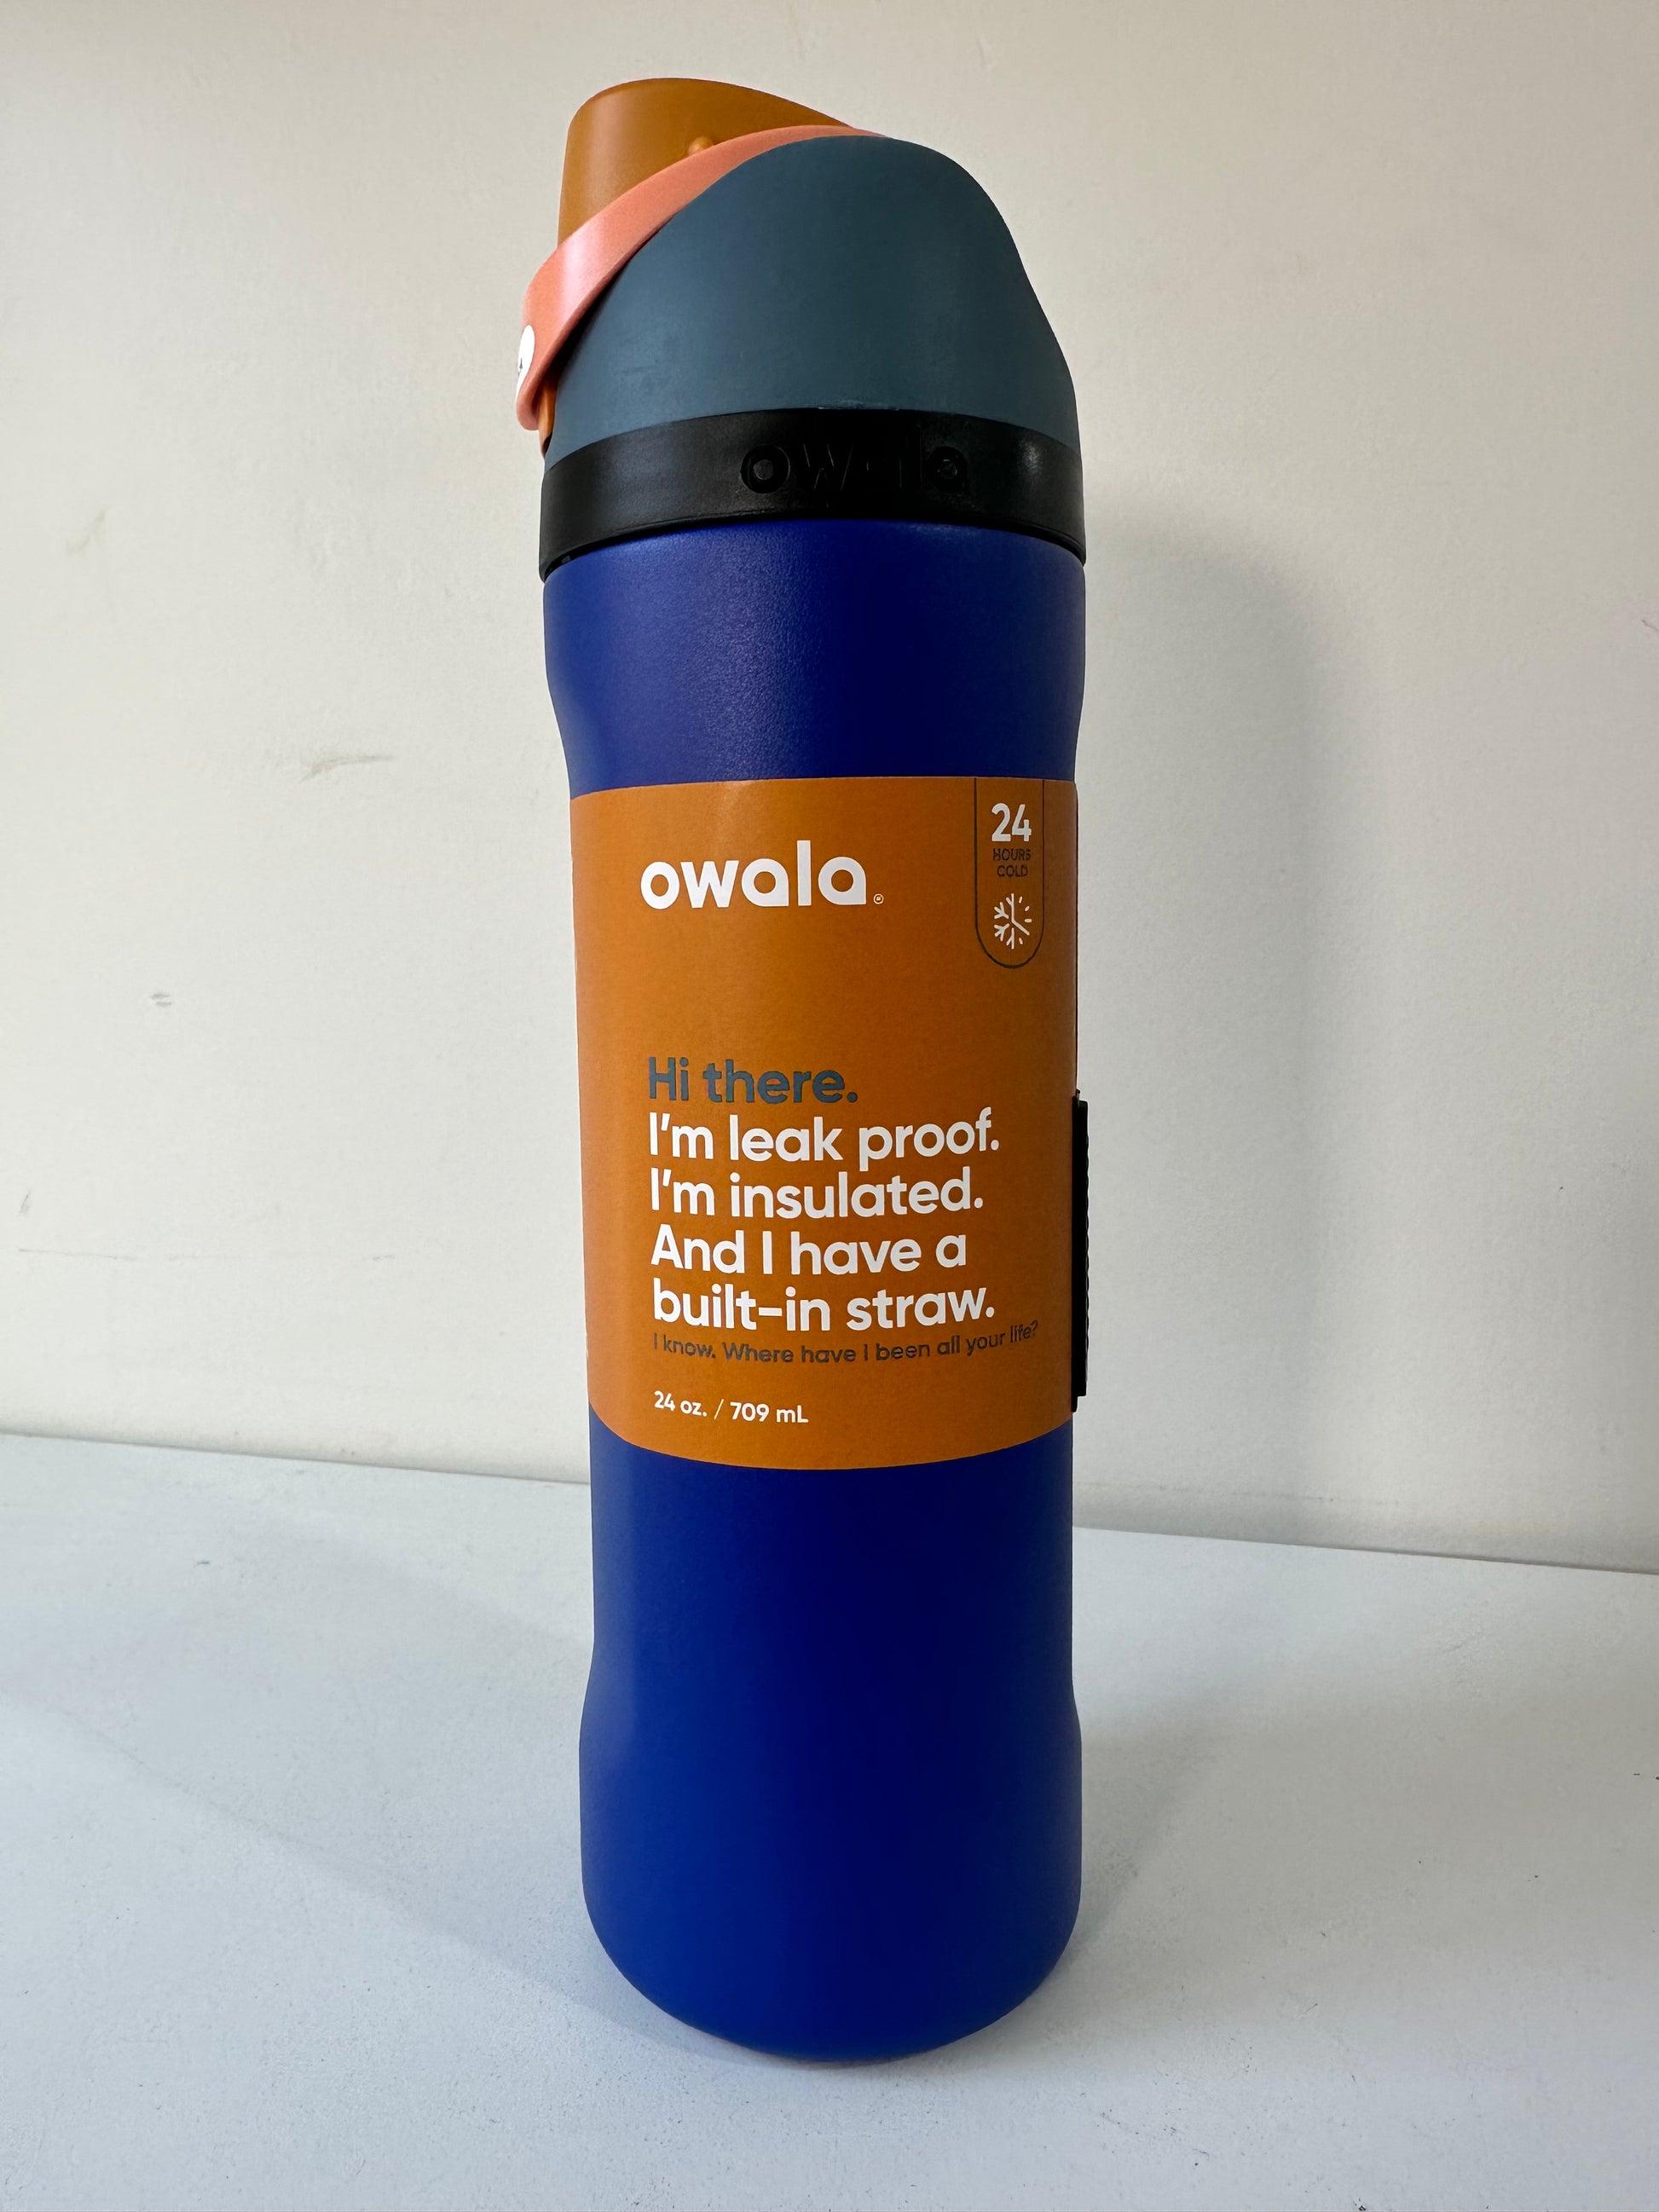 owala
owala®
24
HOURS
COLD
Hi there.
I'm leak proof.
I'm insulated.
And I have a
built-in straw.
I know. Where have I been all your life?
24 oz. / 709 mL